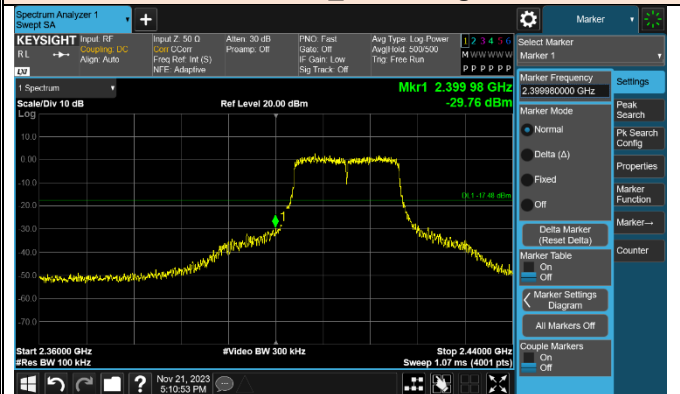 Spectrum Analyzer 1
Swept SA
Marker
KEYSIGHT
RL
LXI
Input: RF
Coupling: DC
Align: Auto
Input Z: 50 Ω
Corr CCorr
Freq Ref: Int (S)
NFE: Adaptive
Atten: 30 dB
Preamp: Off
PNO: Fast
Gate: Off
IF Gain: Low
Sig Track: Off
Avg Type: Log-Power
Avg|Hold: 500/500
Trig: Free Run
1 2 3 4 5 6
M W W W W W
P P P P P P
Select Marker
Marker 1
1 Spectrum
Mkr1 2.399 98 GHz
Scale/Div 10 dB
Ref Level 20.00 dBm
-29.76 dBm
Log
10.0
0.00
-10.0
-20.0
-30.0
-40.0
-50.0
-60.0
-70.0
DL1 -17.48 dBm
1
Start 2.36000 GHz
#Video BW 300 kHz
Stop 2.44000 GHz
#Res BW 100 kHz
Sweep 1.07 ms (4001 pts)
Marker Frequency
2.399980000 GHz
Marker Mode
Normal
Delta (Δ)
Fixed
Off
Delta Marker
(Reset Delta)
Marker Table
On
Off
Marker Settings
Diagram
All Markers Off
Couple Markers
On
Off
Settings
Peak
Search
Pk Search
Config
Properties
Marker
Function
Marker→
Counter
?
Nov 21, 2023
5:10:53 PM